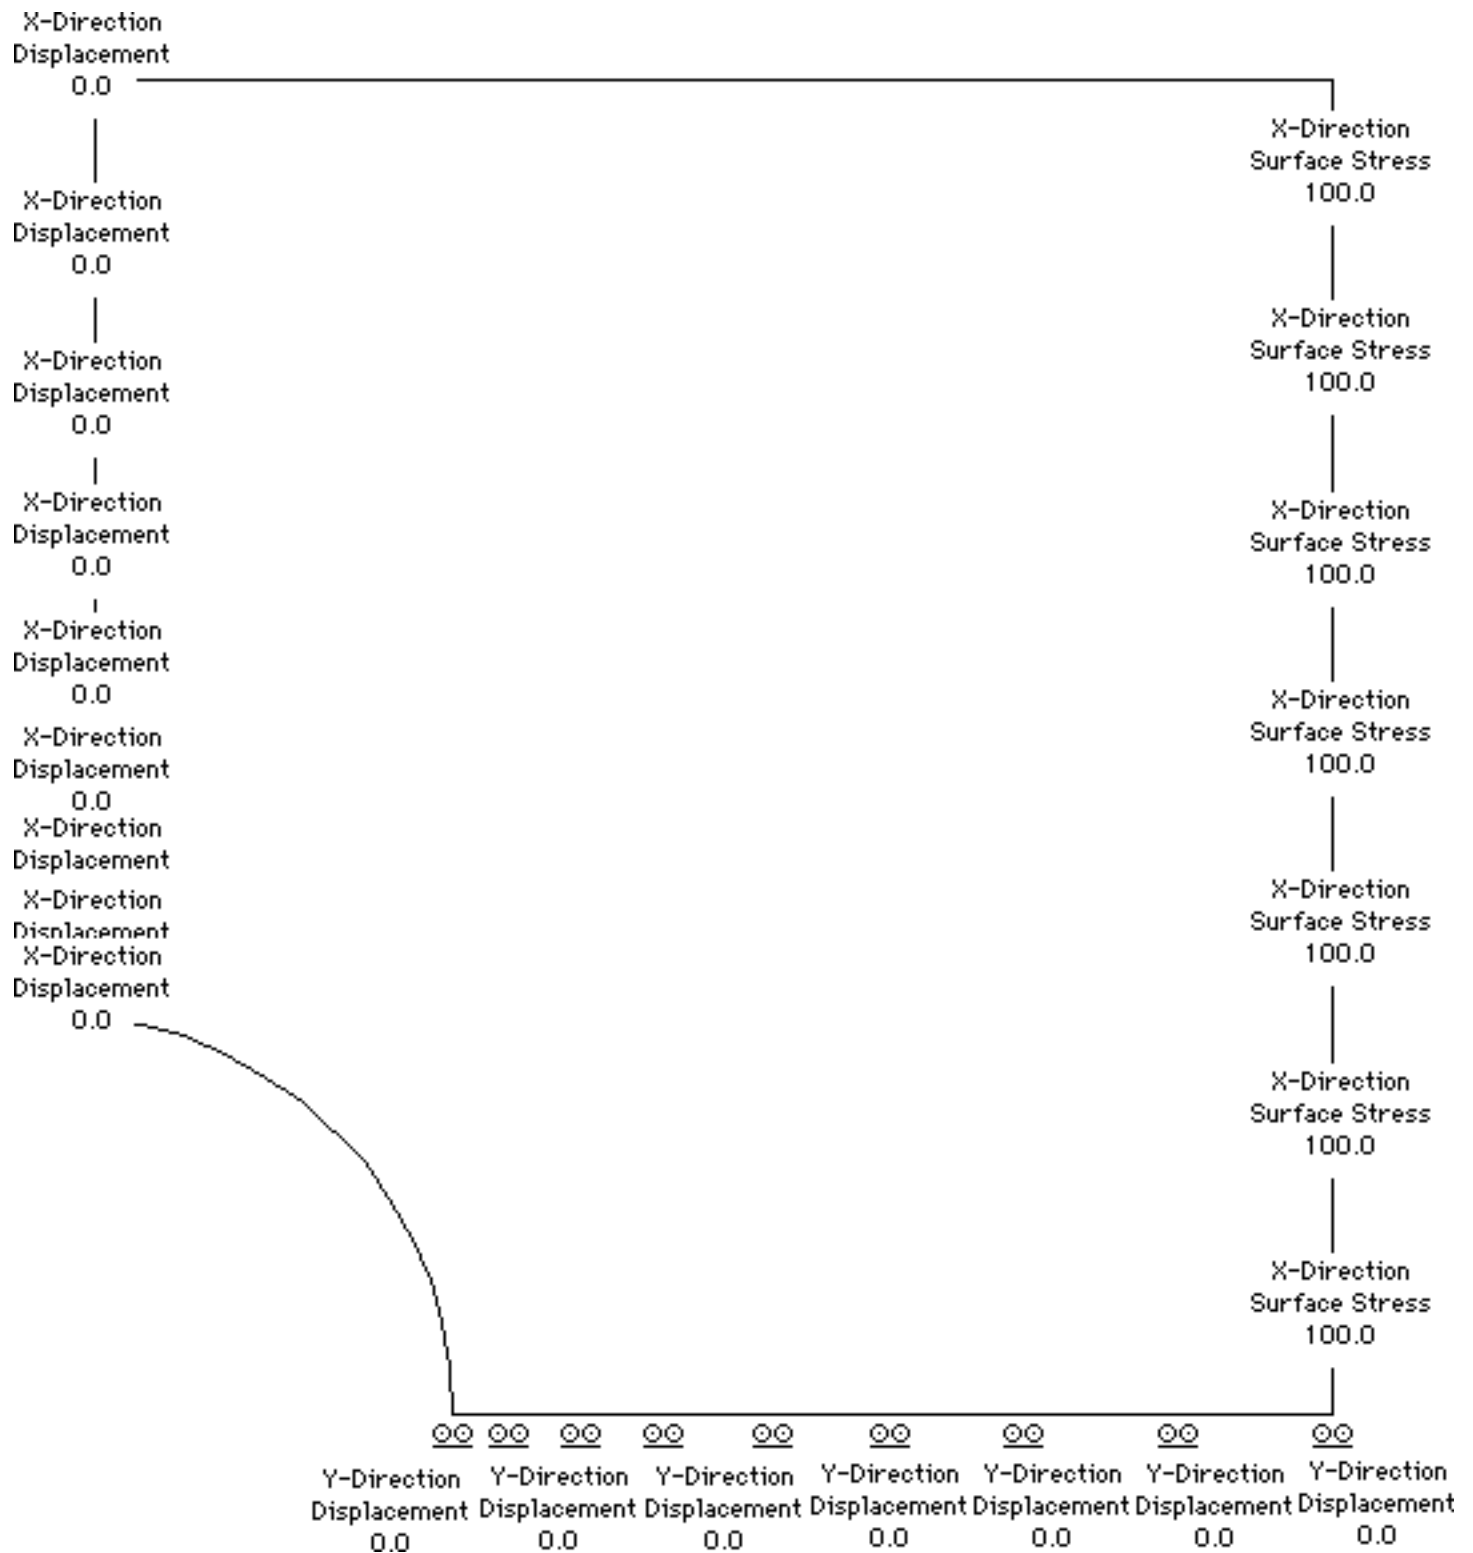 X-Direction
Displacement
0.0
X-Direction
Displacement
0.0
X-Direction
Displacement
0.0
X-Direction
Displacement
0.0
X-Direction
Displacement
0.0
X-Direction
Displacement
0.0
X-Direction
Displacement
X-Direction
Displacement
X-Direction
Displacement
0.0
X-Direction
Surface Stress
100.0
X-Direction
Surface Stress
100.0
X-Direction
Surface Stress
100.0
X-Direction
Surface Stress
100.0
X-Direction
Surface Stress
100.0
X-Direction
Surface Stress
100.0
X-Direction
Surface Stress
100.0
Y-Direction
Displacement
0.0
Y-Direction
Displacement
0.0
Y-Direction
Displacement
0.0
Y-Direction
Displacement
0.0
Y-Direction
Displacement
0.0
Y-Direction
Displacement
0.0
Y-Direction
Displacement
0.0